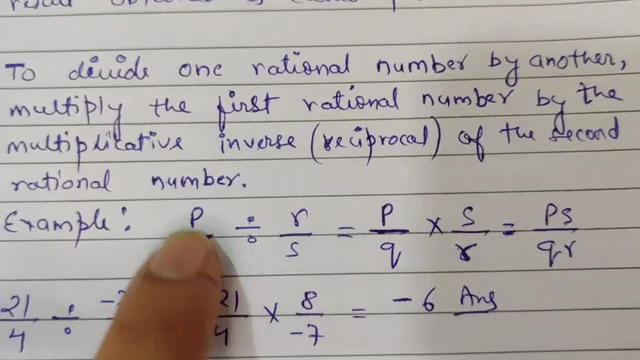 To divide one rational number by another,
multiply the first rational number by the
multiplicative inverse (reciprocal) of the second
rational number.
Example: P ÷ r/s = P/q × s/r = Ps/qr
21/4 ÷ 21/4 × 8/-7 = -6 Ans